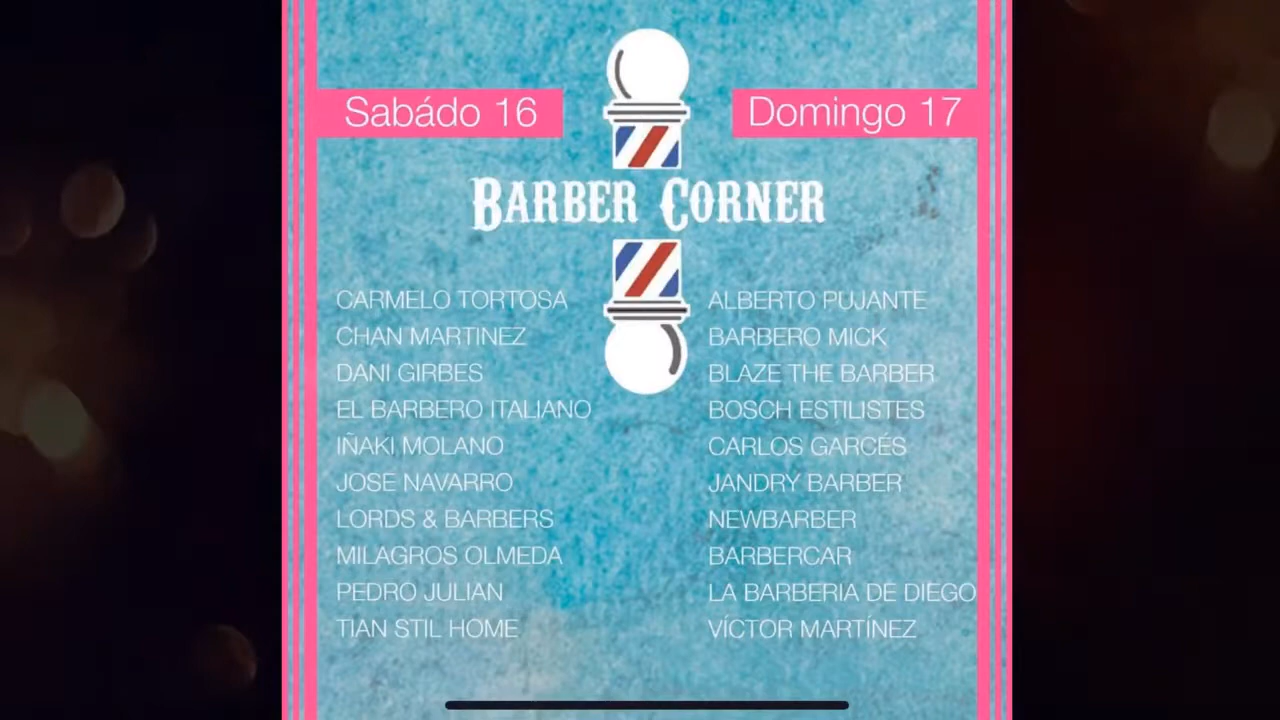 Sabádo 16
Domingo 17
BARBER CORNER
CARMELO TORTOSA
CHAN MARTINEZ
DANI GIRBES
EL BARBERO ITALIANO
IÑAKI MOLANO
JOSE NAVARRO
LORDS & BARBERS
MILAGROS OLMEDA
PEDRO JULIAN
TIAN STIL HOME
ALBERTO PUJANTE
BARBERO MICK
BLAZE THE BARBER
BOSCH ESTILISTES
CARLOS GARCÉS
JANDRY BARBER
NEWBARBER
BARBERCAR
LA BARBERIA DE DIEGO
VÍCTOR MARTÍNEZ